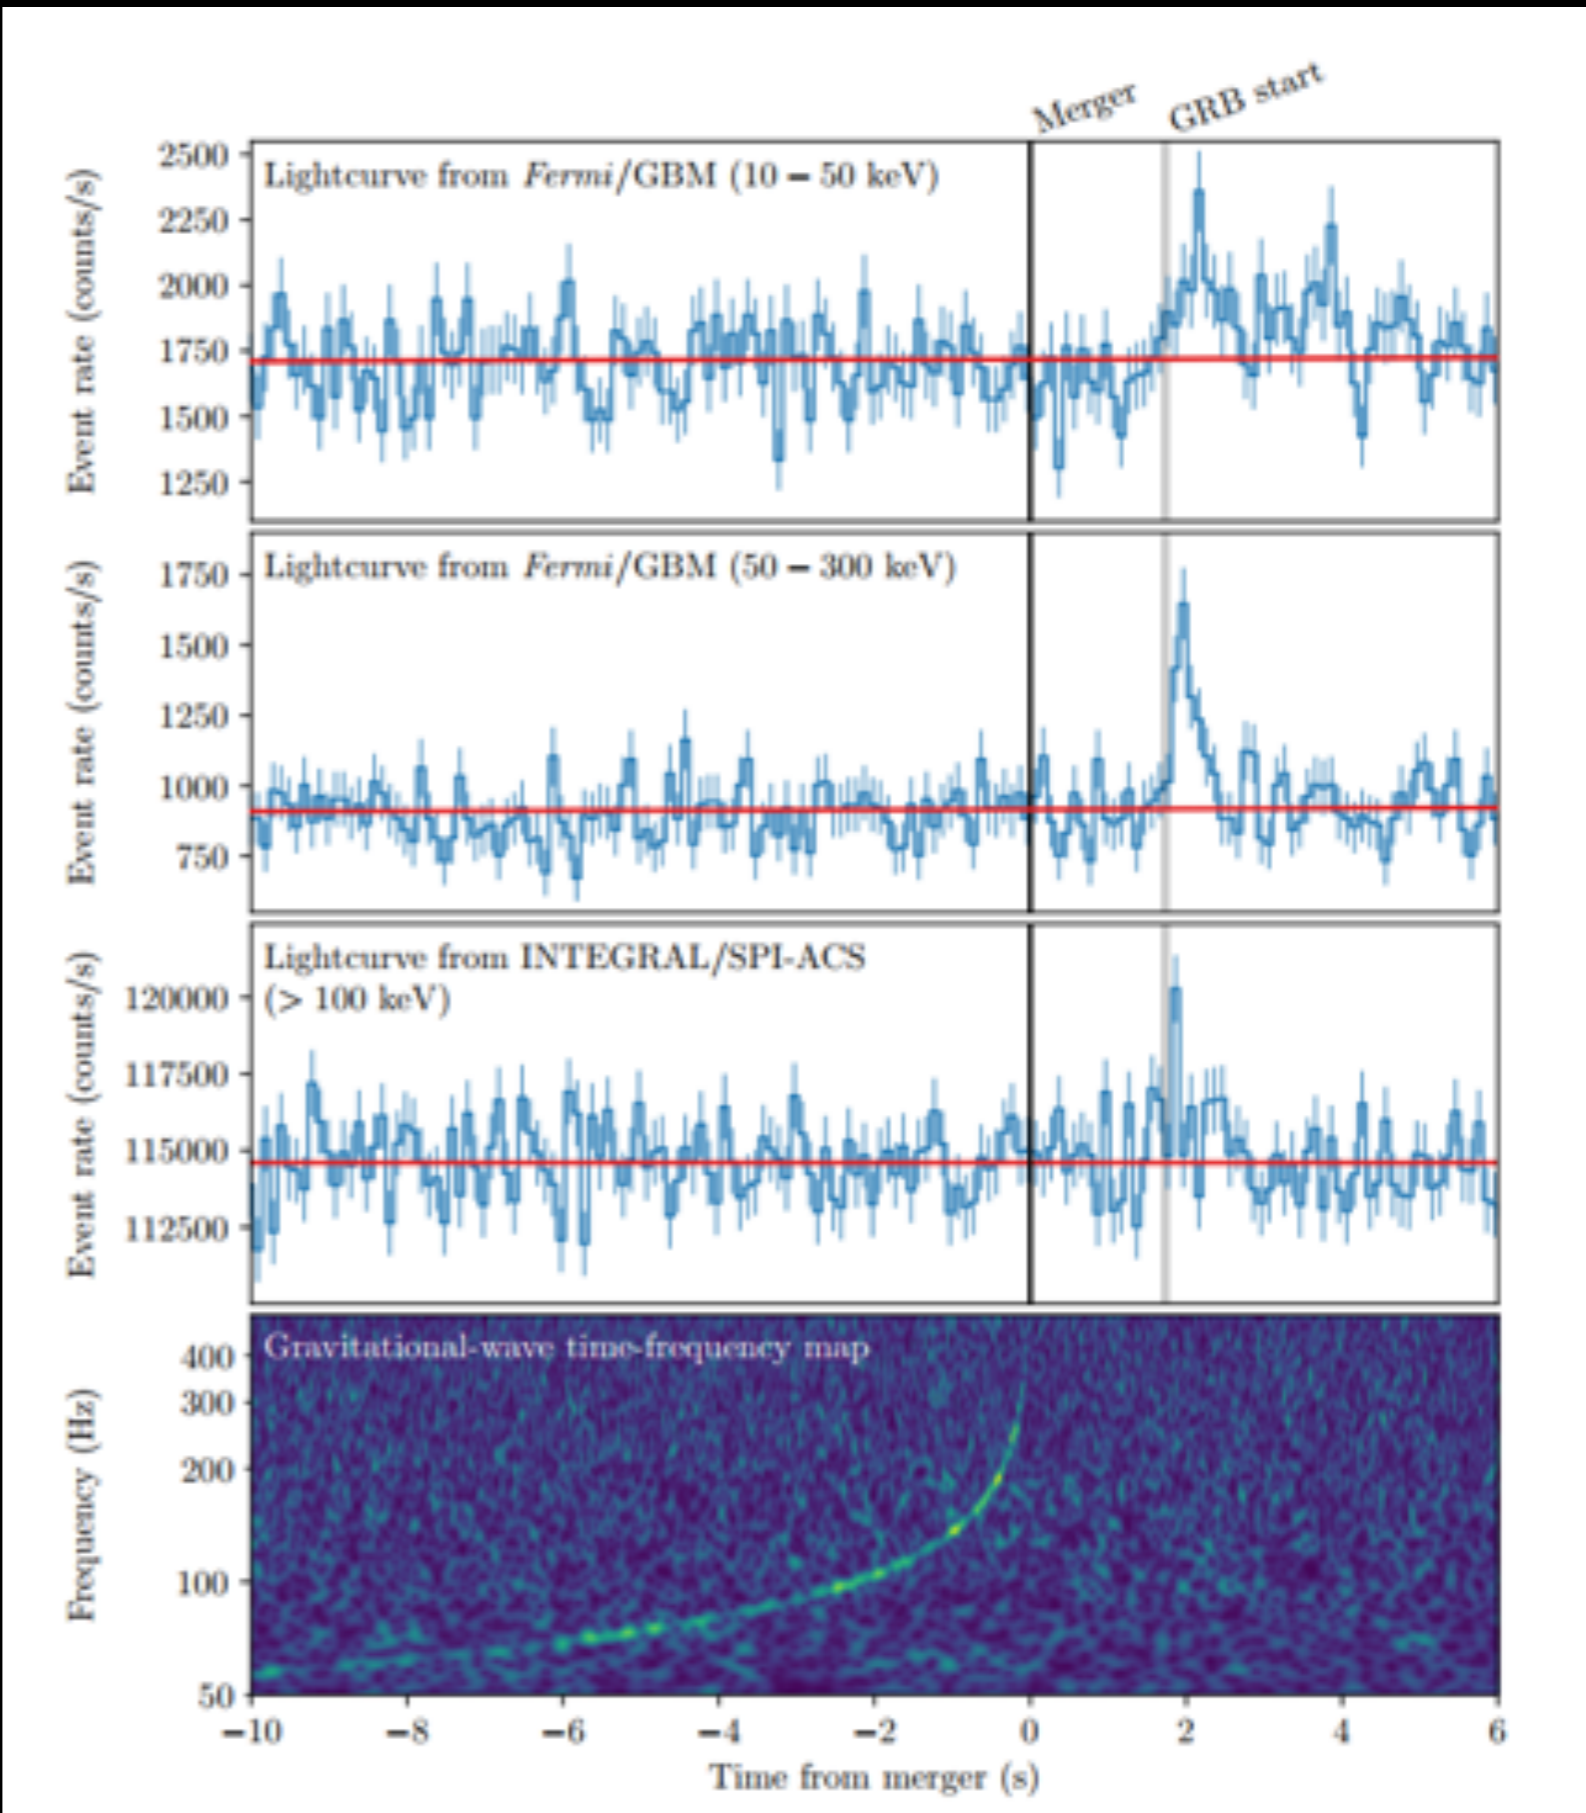 Merger GRB start
Lightcurve from Fermi/GBM (10 − 50 keV)
Event rate (counts/s)
2500
2250
2000
1750
1500
1250
Lightcurve from Fermi/GBM (50 − 300 keV)
Event rate (counts/s)
1750
1500
1250
1000
750
Lightcurve from INTEGRAL/SPI-ACS
(> 100 keV)
Event rate (counts/s)
120000
117500
115000
112500
Gravitational-wave time-frequency map
Frequency (Hz)
400
300
200
100
50
−10 −8 −6 −4 −2 0 2 4 6
Time from merger (s)